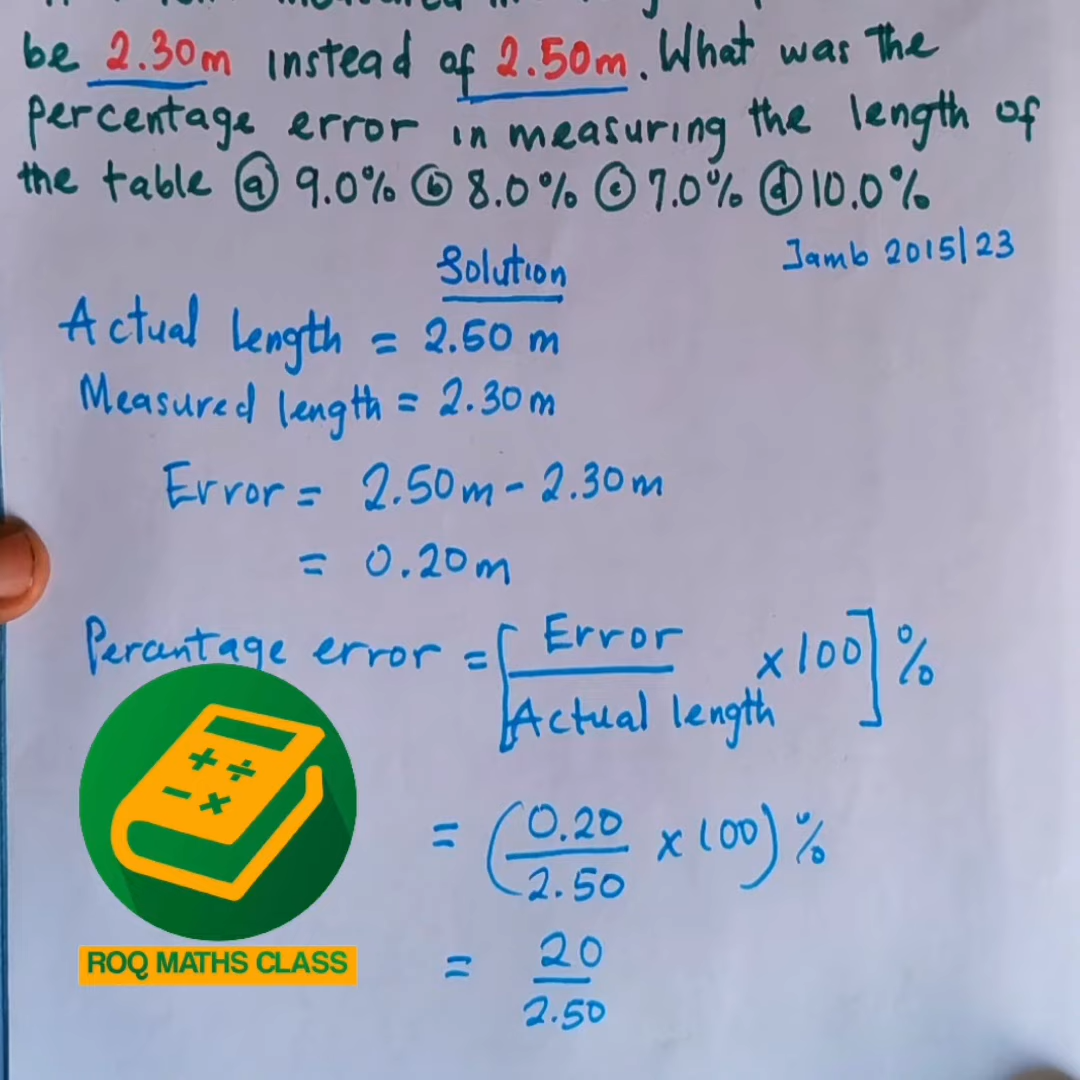 be 2.30m instead of 2.50m. What was the
percentage error in measuring the length of
the table ⓐ 9.0% ⓑ 8.0% ⓒ 7.0% ⓓ 10.0%
Jamb 2015/23
Solution
Actual length = 2.50 m
Measured length = 2.30m
Error = 2.50m - 2.30m
= 0.20m
Percentage error = [Error / Actual length x 100] %
= (0.20 / 2.50 x 100) %
+ ÷
- ×
ROQ MATHS CLASS
= 20 / 2.50